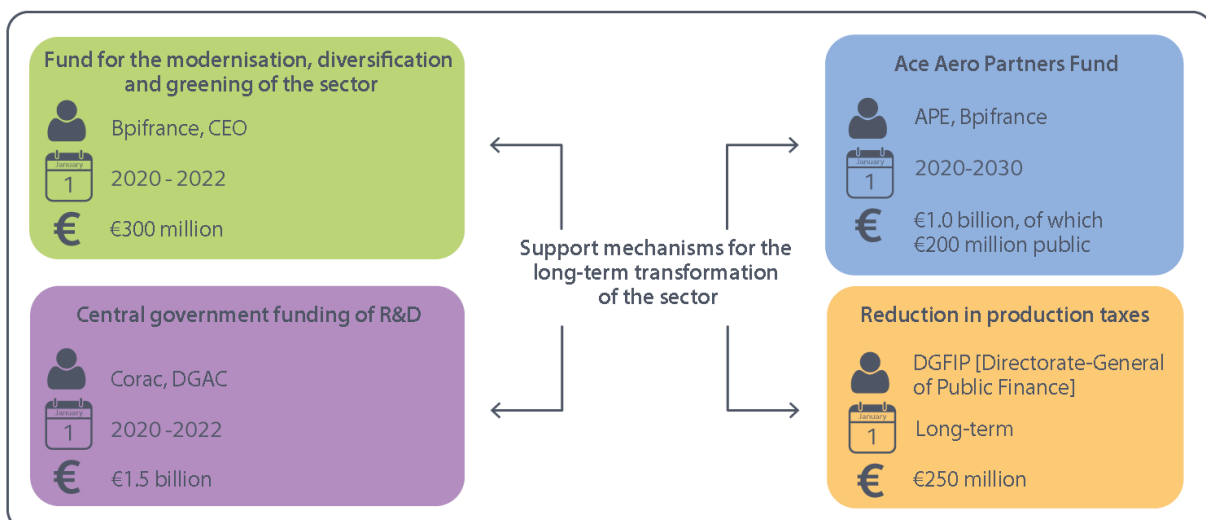 Fund for the modernisation, diversification
and greening of the sector
Bpifrance, CEO
January
1
2020 - 2022
€
€300 million
Ace Aero Partners Fund
APE, Bpifrance
January
1
2020-2030
€
€1.0 billion, of which
€200 million public
Support mechanisms for the
long-term transformation
of the sector
Central government funding of R&D
Corac, DGAC
January
1
2020 -2022
€
€1.5 billion
Reduction in production taxes
DGFIP [Directorate-General
of Public Finance]
January
1
Long-term
€
€250 million